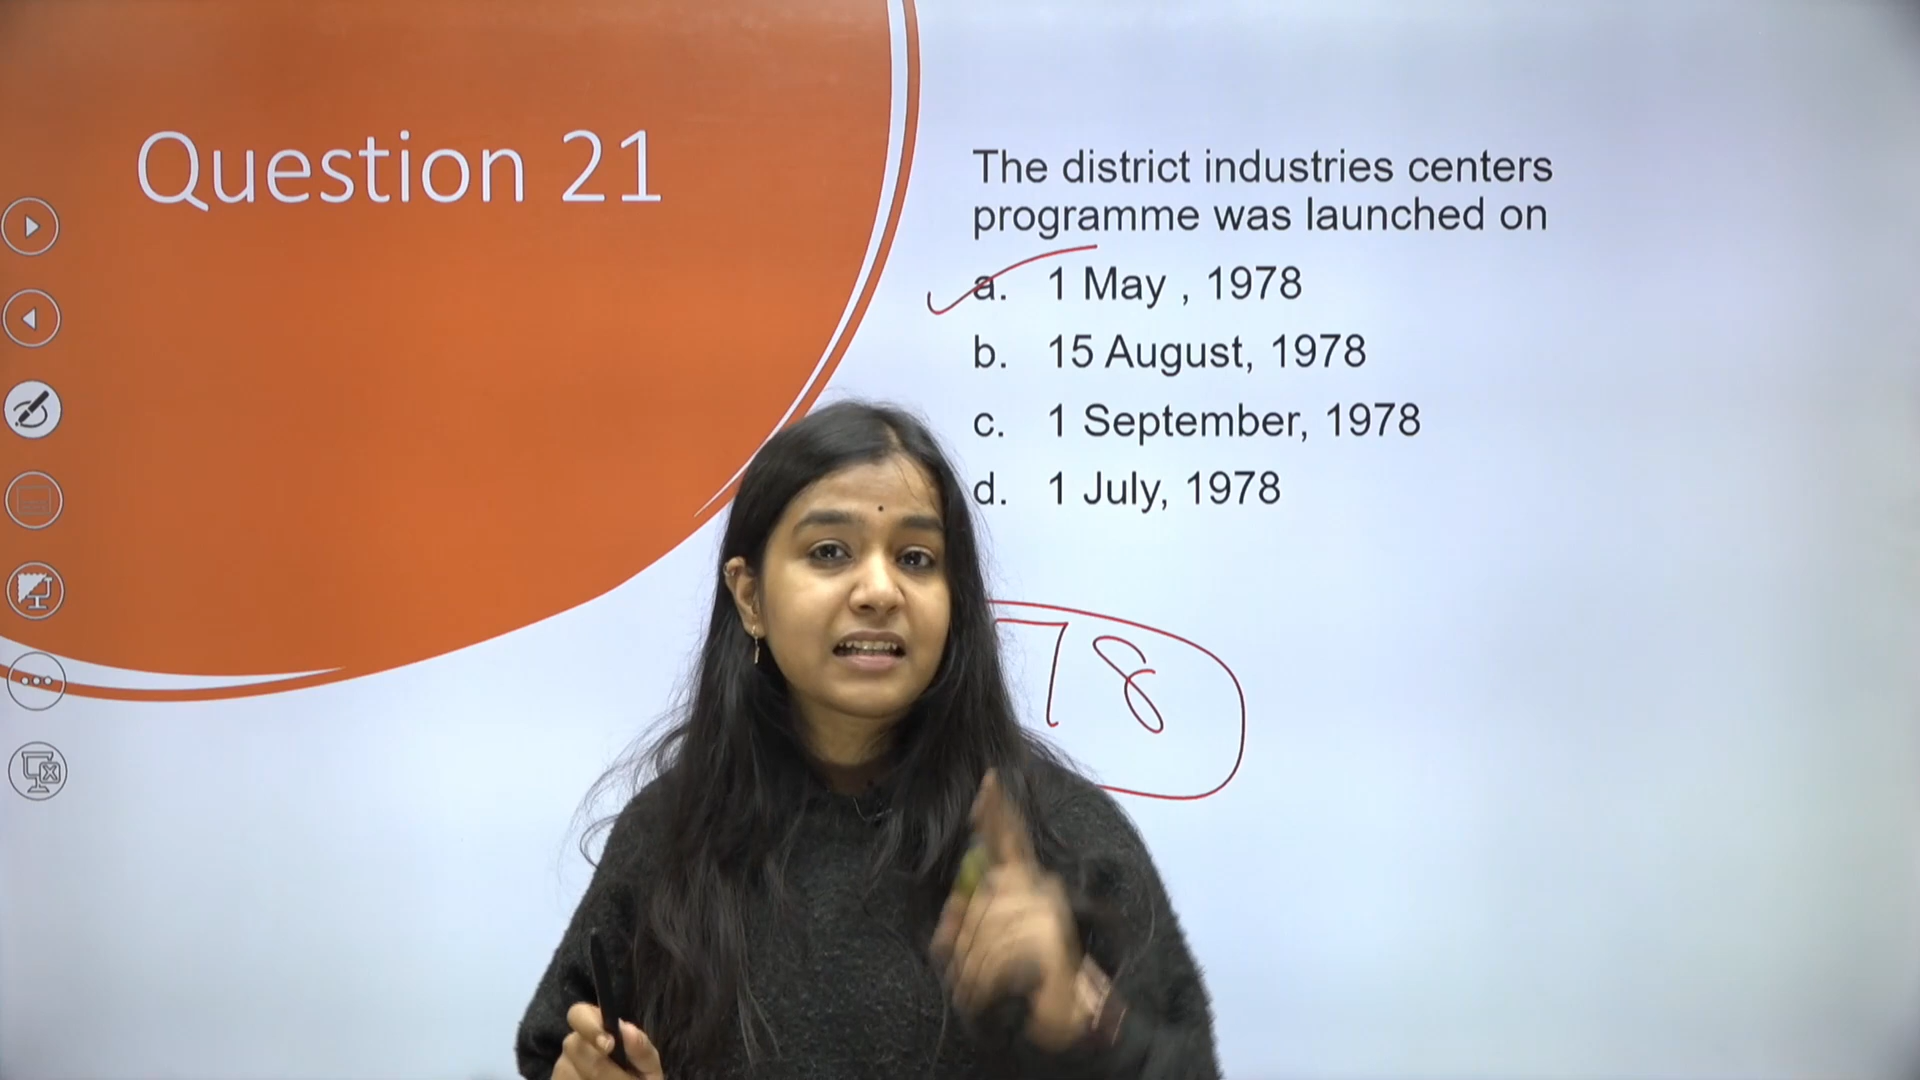 Question 21
The district industries centers
programme was launched on
a. 1 May , 1978
b. 15 August, 1978
c. 1 September, 1978
d. 1 July, 1978
78